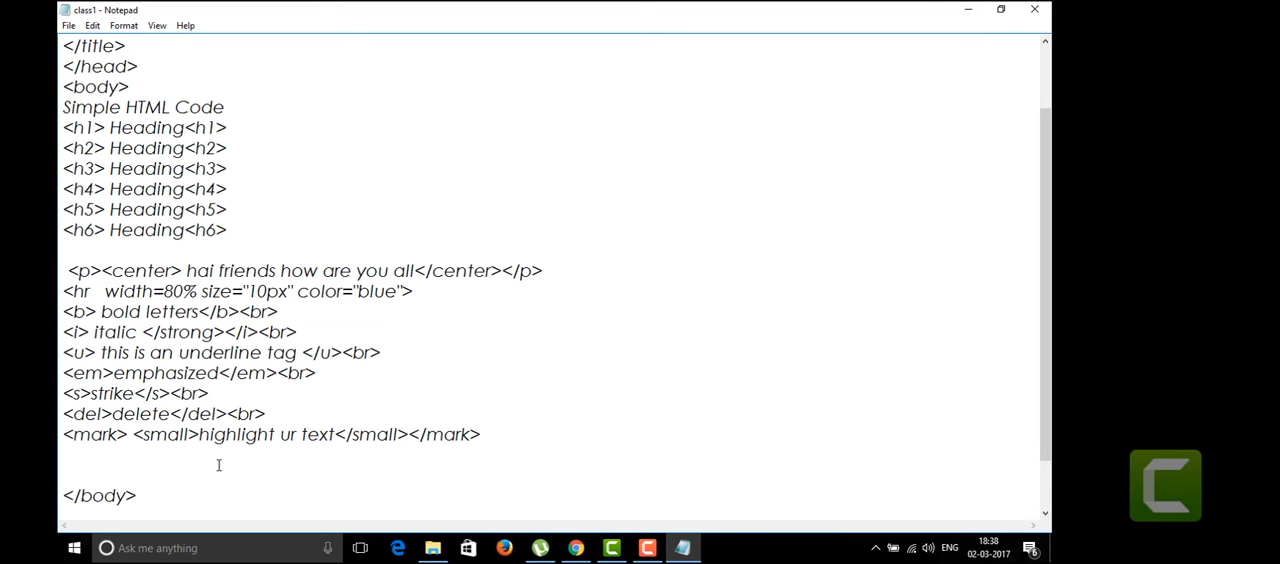 class1 - Notepad
File Edit Format View Help
</title>
</head>
<body>
Simple HTML Code
<h1> Heading<h1>
<h2> Heading<h2>
<h3> Heading<h3>
<h4> Heading<h4>
<h5> Heading<h5>
<h6> Heading<h6>
<p><center> hai friends how are you all</center></p>
<hr   width=80% size="10px" color="blue">
<b> bold letters</b><br>
<i> italic </strong></i><br>
<u> this is an underline tag </u><br>
<em>emphasized</em><br>
<s>strike</s><br>
<del>delete</del><br>
<mark> <small>highlight ur text</small></mark>
</body>
Ask me anything
ENG
18:38
02-03-2017
6